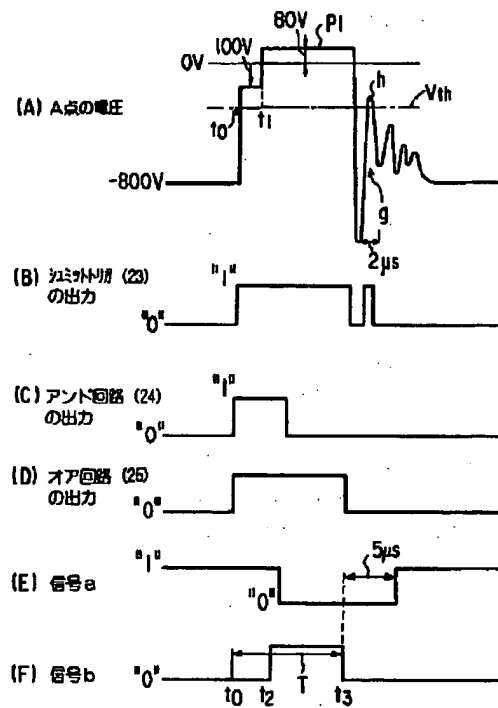 80V
P1
100V
0V
h
Vth
(A) A点の電圧
t0
t1
-800V
g
2μs
(B) シュミットトリガ (23)
の出力
"1"
"0"
(C) アンド回路 (24)
の出力
"1"
"0"
(D) オア回路 (25)
の出力
"0"
5μs
(E) 信号a
"1"
"0"
(F) 信号b
"0"
T
t0 t2 t3